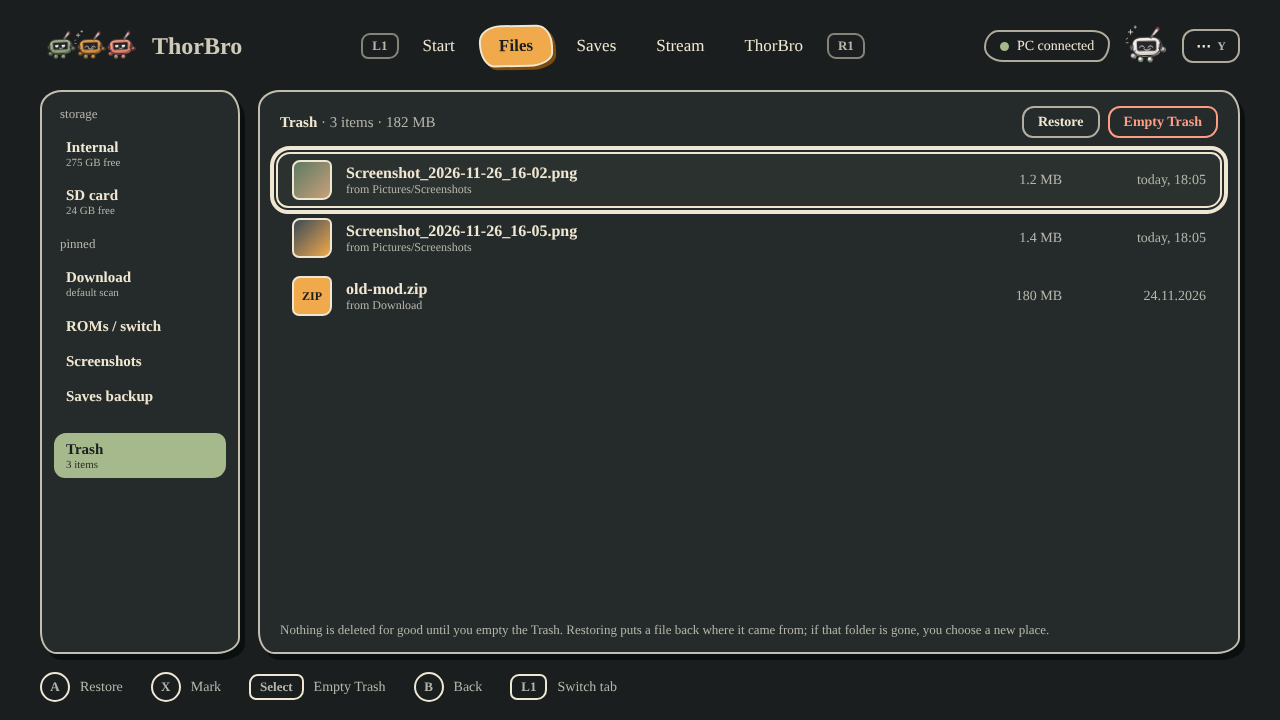 ThorBro
L1 Start Files Saves Stream ThorBro R1
PC connected
••• Y
storage
Internal
275 GB free
SD card
24 GB free
pinned
Download
default scan
ROMs / switch
Screenshots
Saves backup
Trash
3 items
Trash · 3 items · 182 MB
Restore
Empty Trash
Screenshot_2026-11-26_16-02.png
from Pictures/Screenshots
1.2 MB
today, 18:05
Screenshot_2026-11-26_16-05.png
from Pictures/Screenshots
1.4 MB
today, 18:05
ZIP
old-mod.zip
from Download
180 MB
24.11.2026
Nothing is deleted for good until you empty the Trash. Restoring puts a file back where it came from; if that folder is gone, you choose a new place.
A Restore X Mark Select Empty Trash B Back L1 Switch tab